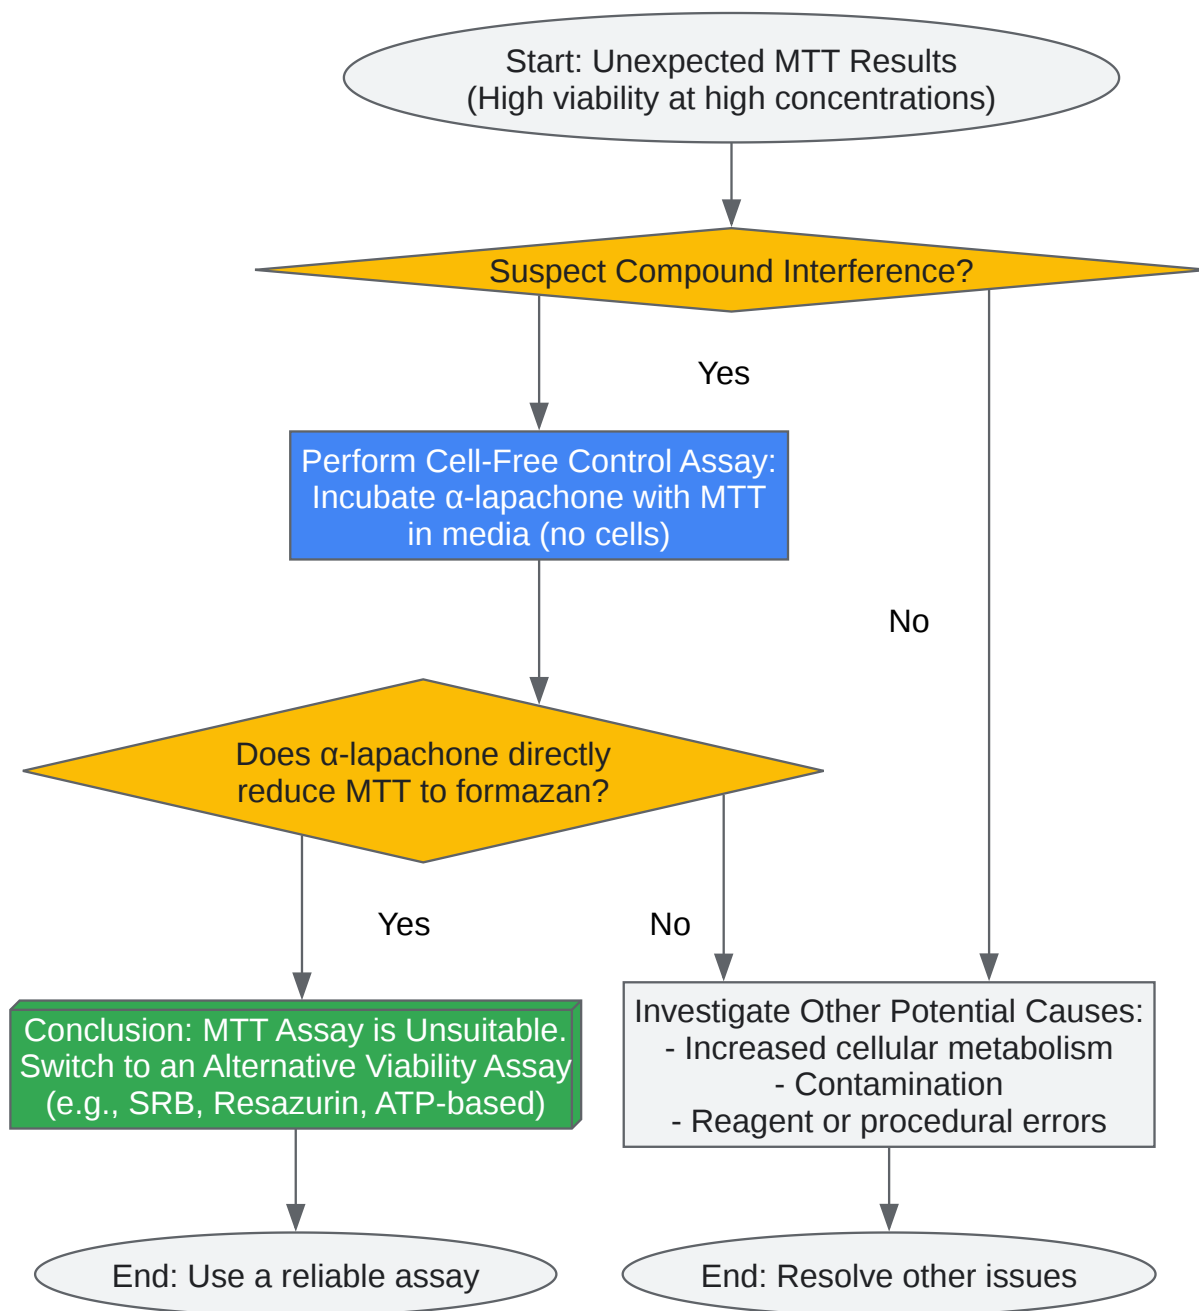 Start: Unexpected MTT Results
(High viability at high concentrations)
Suspect Compound Interference?
Yes
Perform Cell-Free Control Assay:
Incubate α-lapachone with MTT
in media (no cells)
No
Does α-lapachone directly
reduce MTT to formazan?
Yes
No
Conclusion: MTT Assay is Unsuitable.
Switch to an Alternative Viability Assay
(e.g., SRB, Resazurin, ATP-based)
Investigate Other Potential Causes:
- Increased cellular metabolism
- Contamination
- Reagent or procedural errors
End: Use a reliable assay
End: Resolve other issues